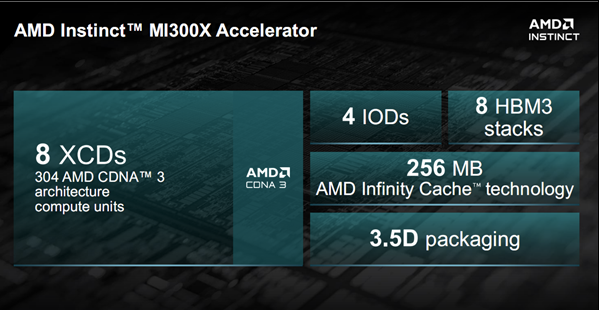 AMD Instinct™ MI300X Accelerator
AMD
INSTINCT
8 XCDs
304 AMD CDNA™ 3
architecture
compute units
AMD
CDNA 3
4 IODs
8 HBM3
stacks
256 MB
AMD Infinity Cache™ technology
3.5D packaging